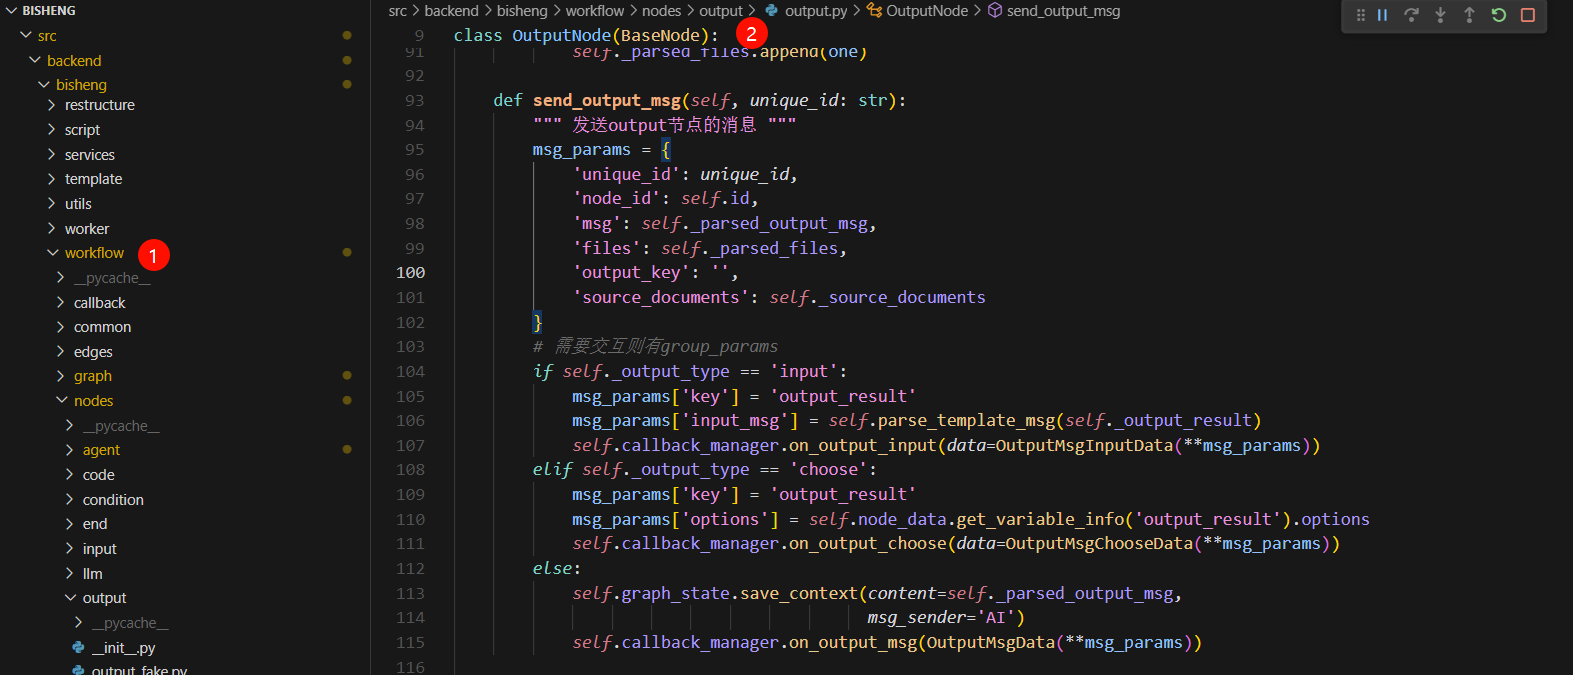 BISHENG
src
backend
bisheng
restructure
script
services
template
utils
worker
workflow
1
__pycache__
callback
common
edges
graph
nodes
__pycache__
agent
code
condition
end
input
llm
output
__pycache__
__init__.py
output_fake.py
src > backend > bisheng > workflow > nodes > output > output.py > OutputNode > send_output_msg
9 class OutputNode(BaseNode):
2
91 self._parsed_files.append(one)
92
93 def send_output_msg(self, unique_id: str):
94 """ 发送output节点的消息 """
95 msg_params = {
96 'unique_id': unique_id,
97 'node_id': self.id,
98 'msg': self._parsed_output_msg,
99 'files': self._parsed_files,
100 'output_key': '',
101 'source_documents': self._source_documents
102 }
103 # 需要交互则有group_params
104 if self._output_type == 'input':
105 msg_params['key'] = 'output_result'
106 msg_params['input_msg'] = self.parse_template_msg(self._output_result)
107 self.callback_manager.on_output_input(data=OutputMsgInputData(**msg_params))
108 elif self._output_type == 'choose':
109 msg_params['key'] = 'output_result'
110 msg_params['options'] = self.node_data.get_variable_info('output_result').options
111 self.callback_manager.on_output_choose(data=OutputMsgChooseData(**msg_params))
112 else:
113 self.graph_state.save_context(content=self._parsed_output_msg,
114 msg_sender='AI')
115 self.callback_manager.on_output_msg(OutputMsgData(**msg_params))
116